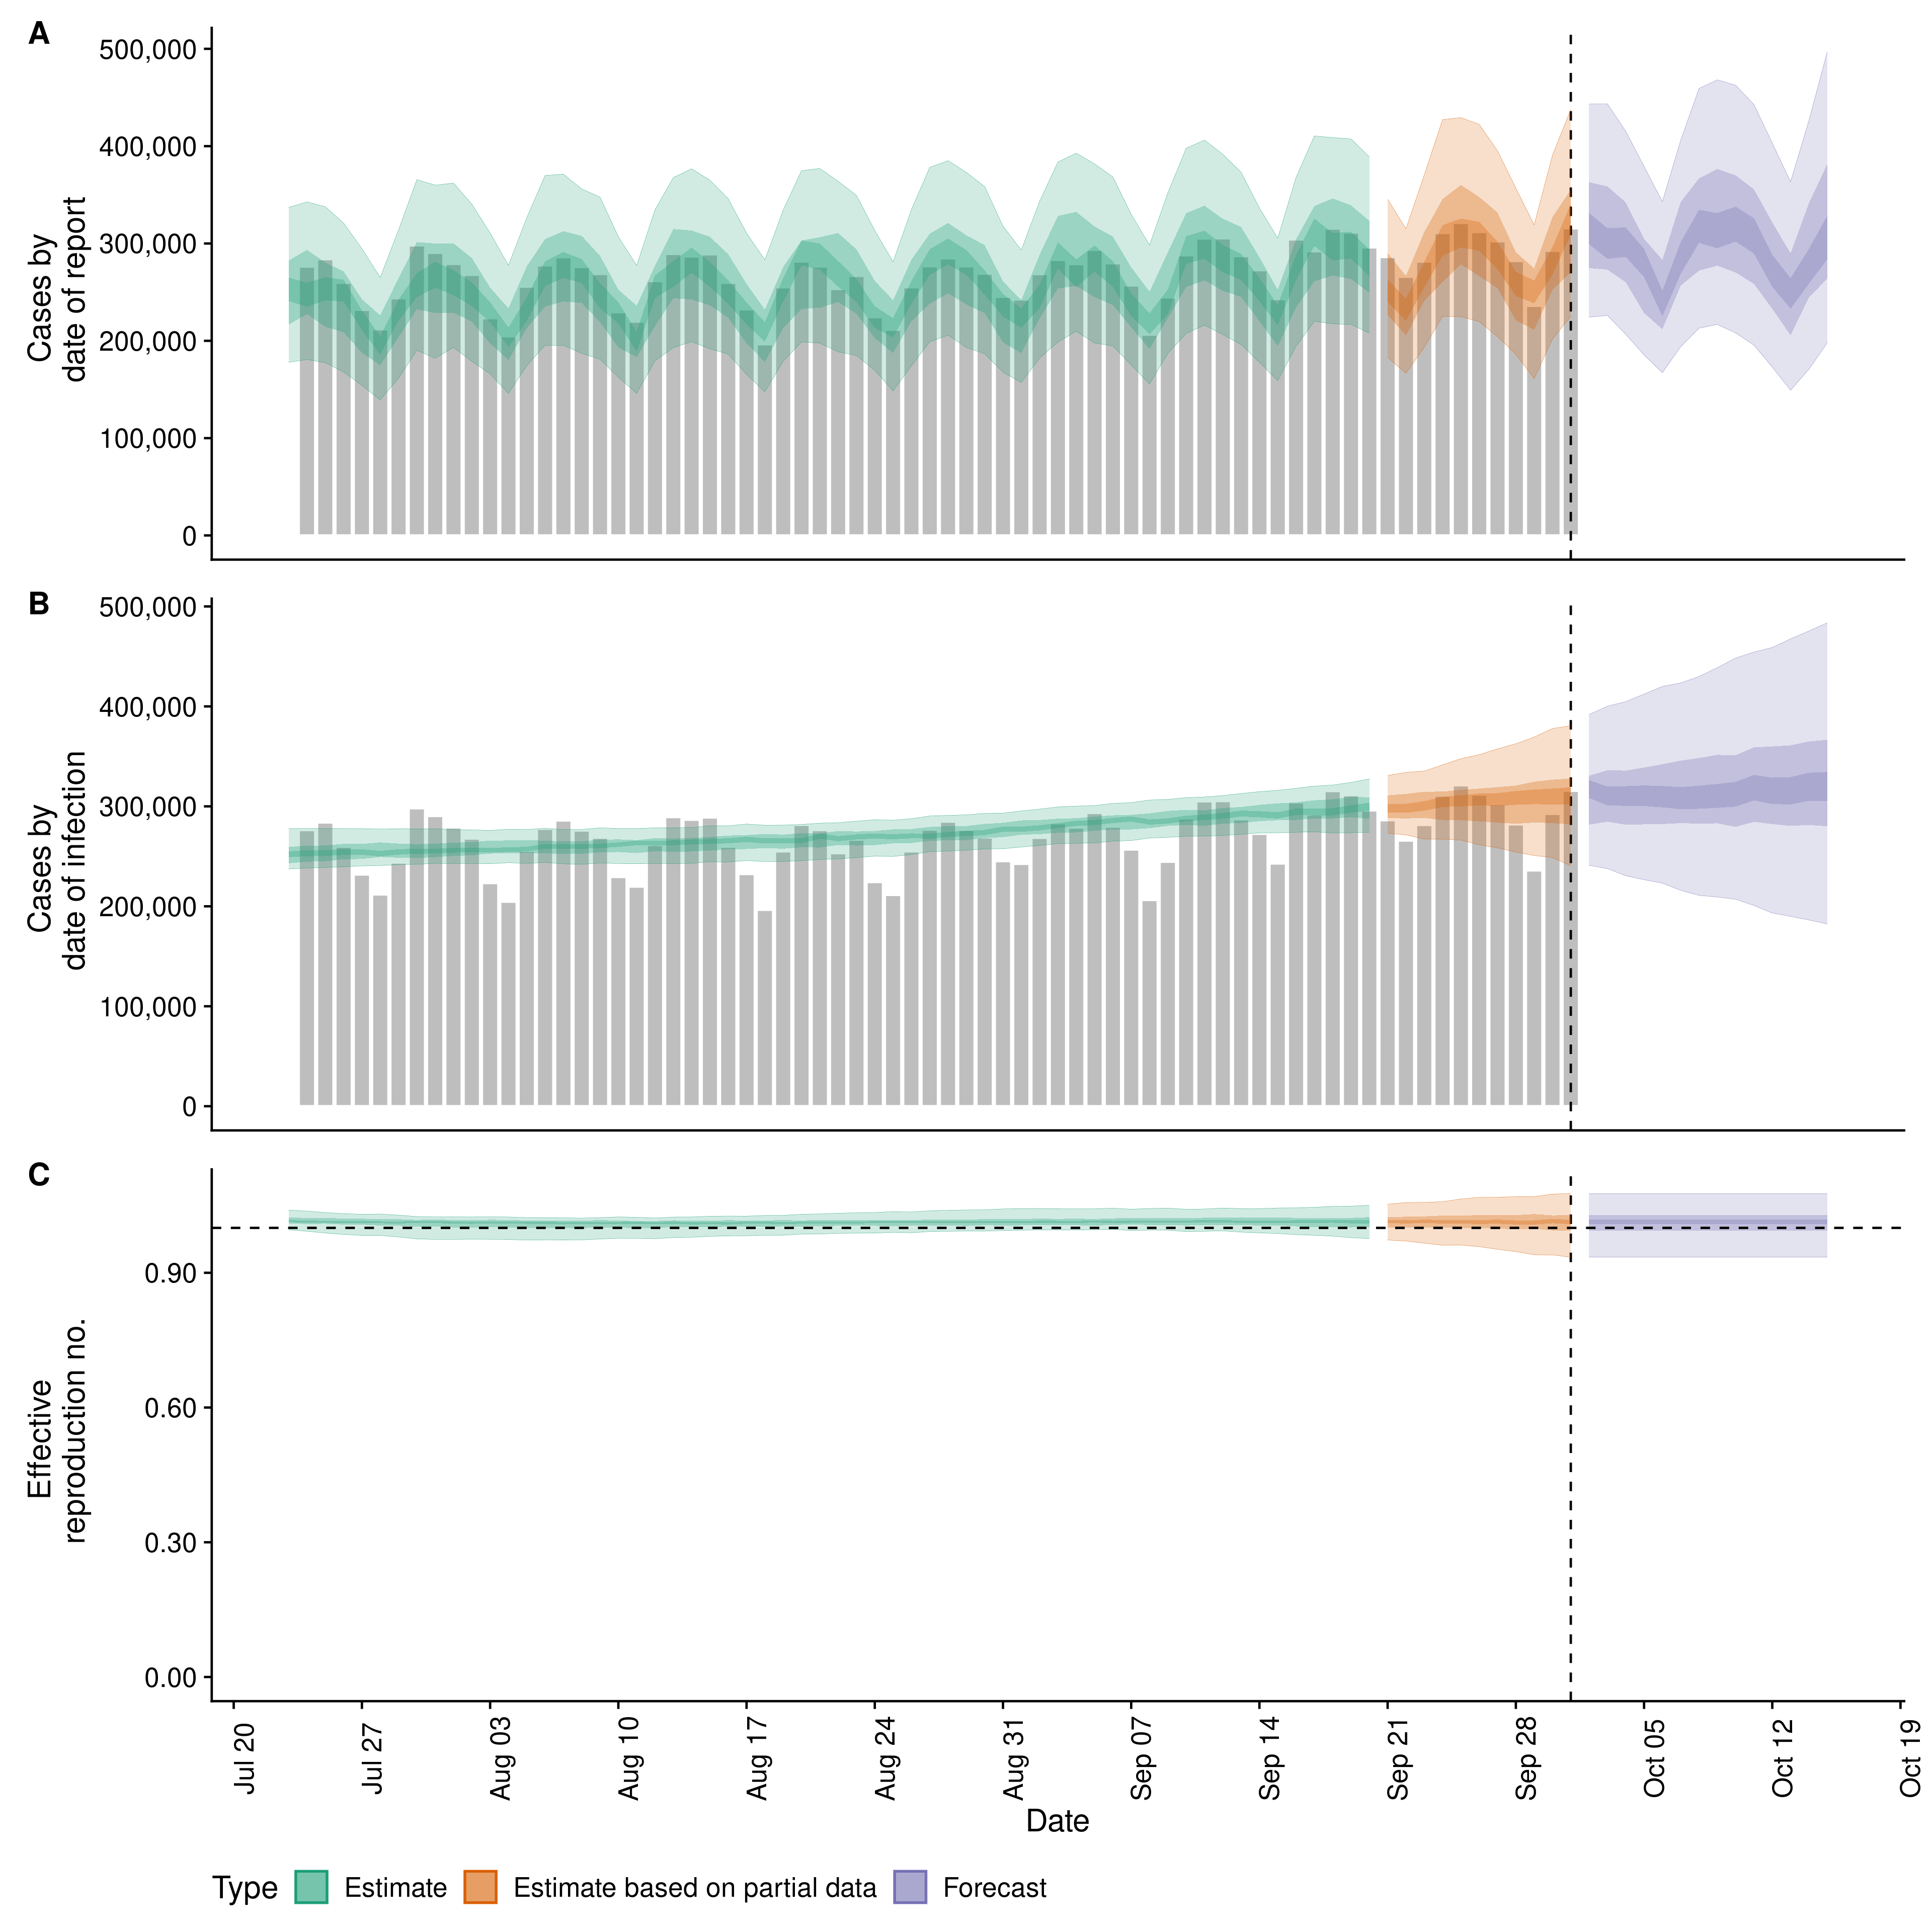 A
500,000
400,000
300,000
200,000
100,000
0
Cases by
date of report
B
500,000
400,000
300,000
200,000
100,000
0
Cases by
date of infection
C
0.90
0.60
0.30
0.00
Effective
reproduction no.
Jul 20
Jul 27
Aug 03
Aug 10
Aug 17
Aug 24
Aug 31
Sep 07
Sep 14
Sep 21
Sep 28
Oct 05
Oct 12
Oct 19
Date
Type Estimate Estimate based on partial data Forecast